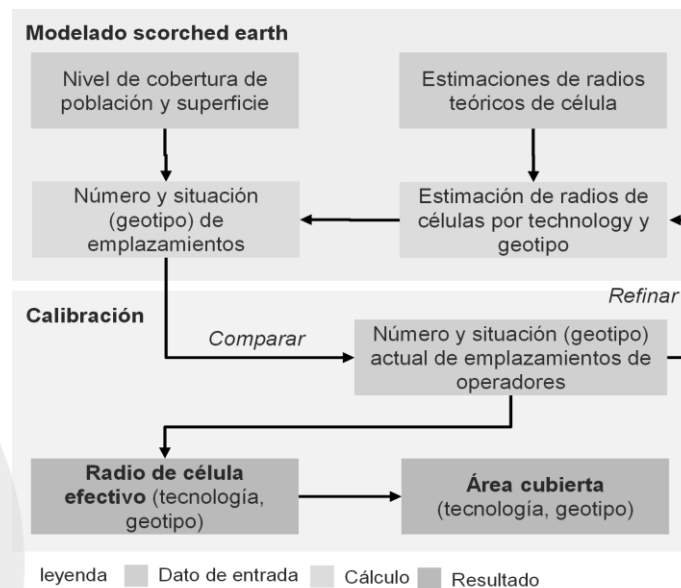 Modelado scorched earth
Nivel de cobertura de
población y superficie
Estimaciones de radios
teóricos de célula
Número y situación
(geotipo) de
emplazamientos
Estimación de radios de
células por technology y
geotipo
Refinar
Calibración
Comparar
Número y situación (geotipo)
actual de emplazamientos de
operadores
Radio de célula
efectivo (tecnología,
geotipo)
Área cubierta
(tecnología, geotipo)
leyenda Dato de entrada Cálculo Resultado